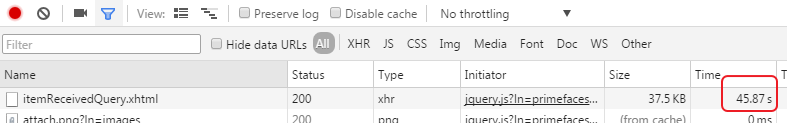 View: Preserve log Disable cache No throttling
Filter Hide data URLs All XHR JS CSS Img Media Font Doc WS Other
Name Status Type Initiator Size Time
itemReceivedQuery.xhtml 200 xhr jquery.js?ln=primefaces... 37.5 KB 45.87 s
attach.png?ln=images 200 png jquery.js?ln=primefaces... (from cache) 0 ms